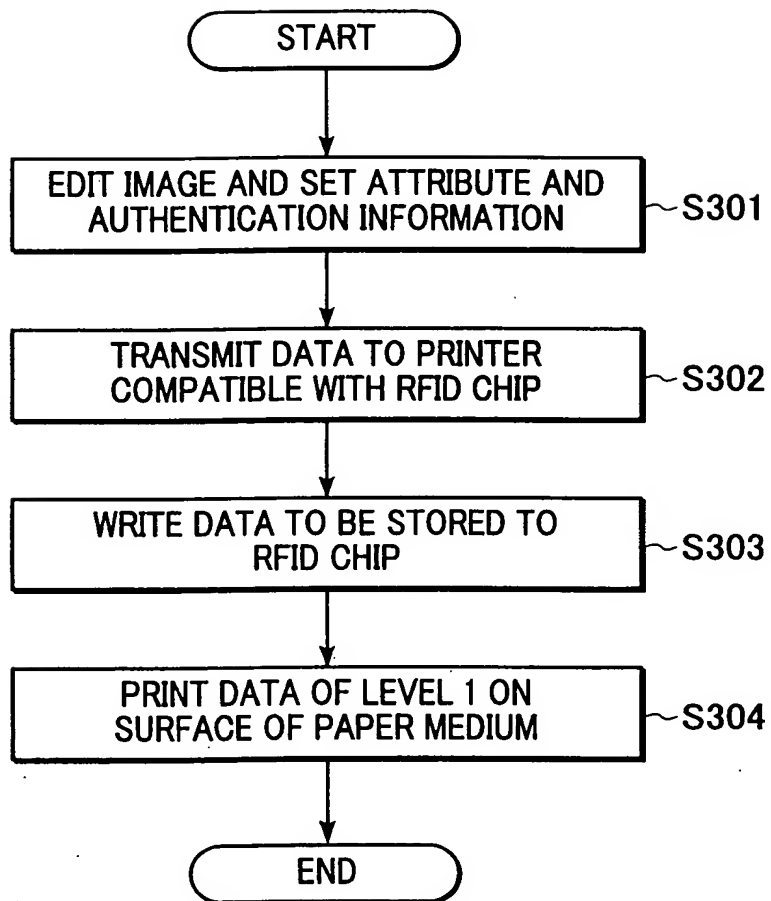 START
EDIT IMAGE AND SET ATTRIBUTE AND
AUTHENTICATION INFORMATION
S301
TRANSMIT DATA TO PRINTER
COMPATIBLE WITH RFID CHIP
S302
WRITE DATA TO BE STORED TO
RFID CHIP
S303
PRINT DATA OF LEVEL 1 ON
SURFACE OF PAPER MEDIUM
S304
END